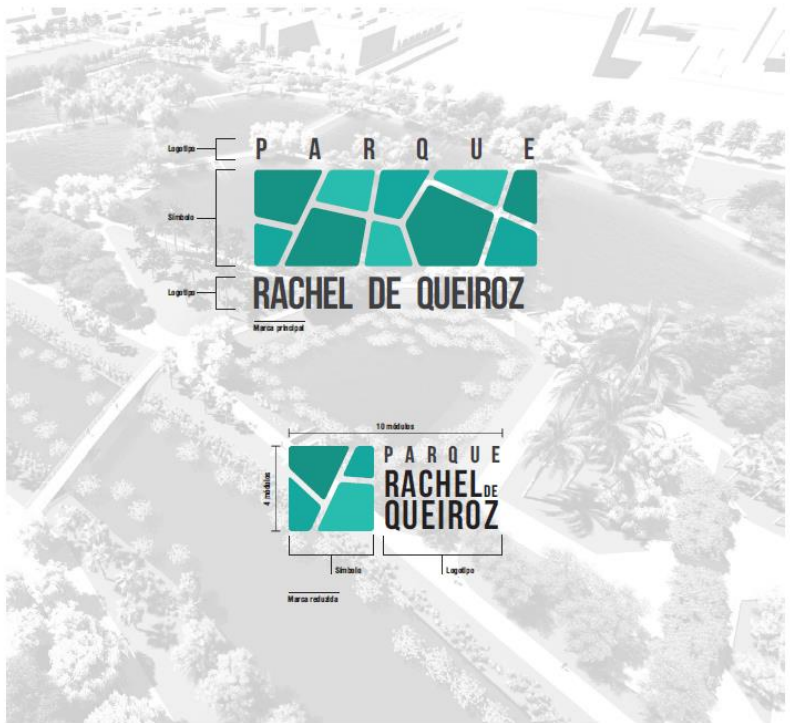 Logotipo
P A R Q U E
Símbolo
Logotipo
RACHEL DE QUEIROZ
Marca principal
10 módulos
4 módulos
PARQUE
RACHEL DE
QUEIROZ
Símbolo
Logotipo
Marca reduzida